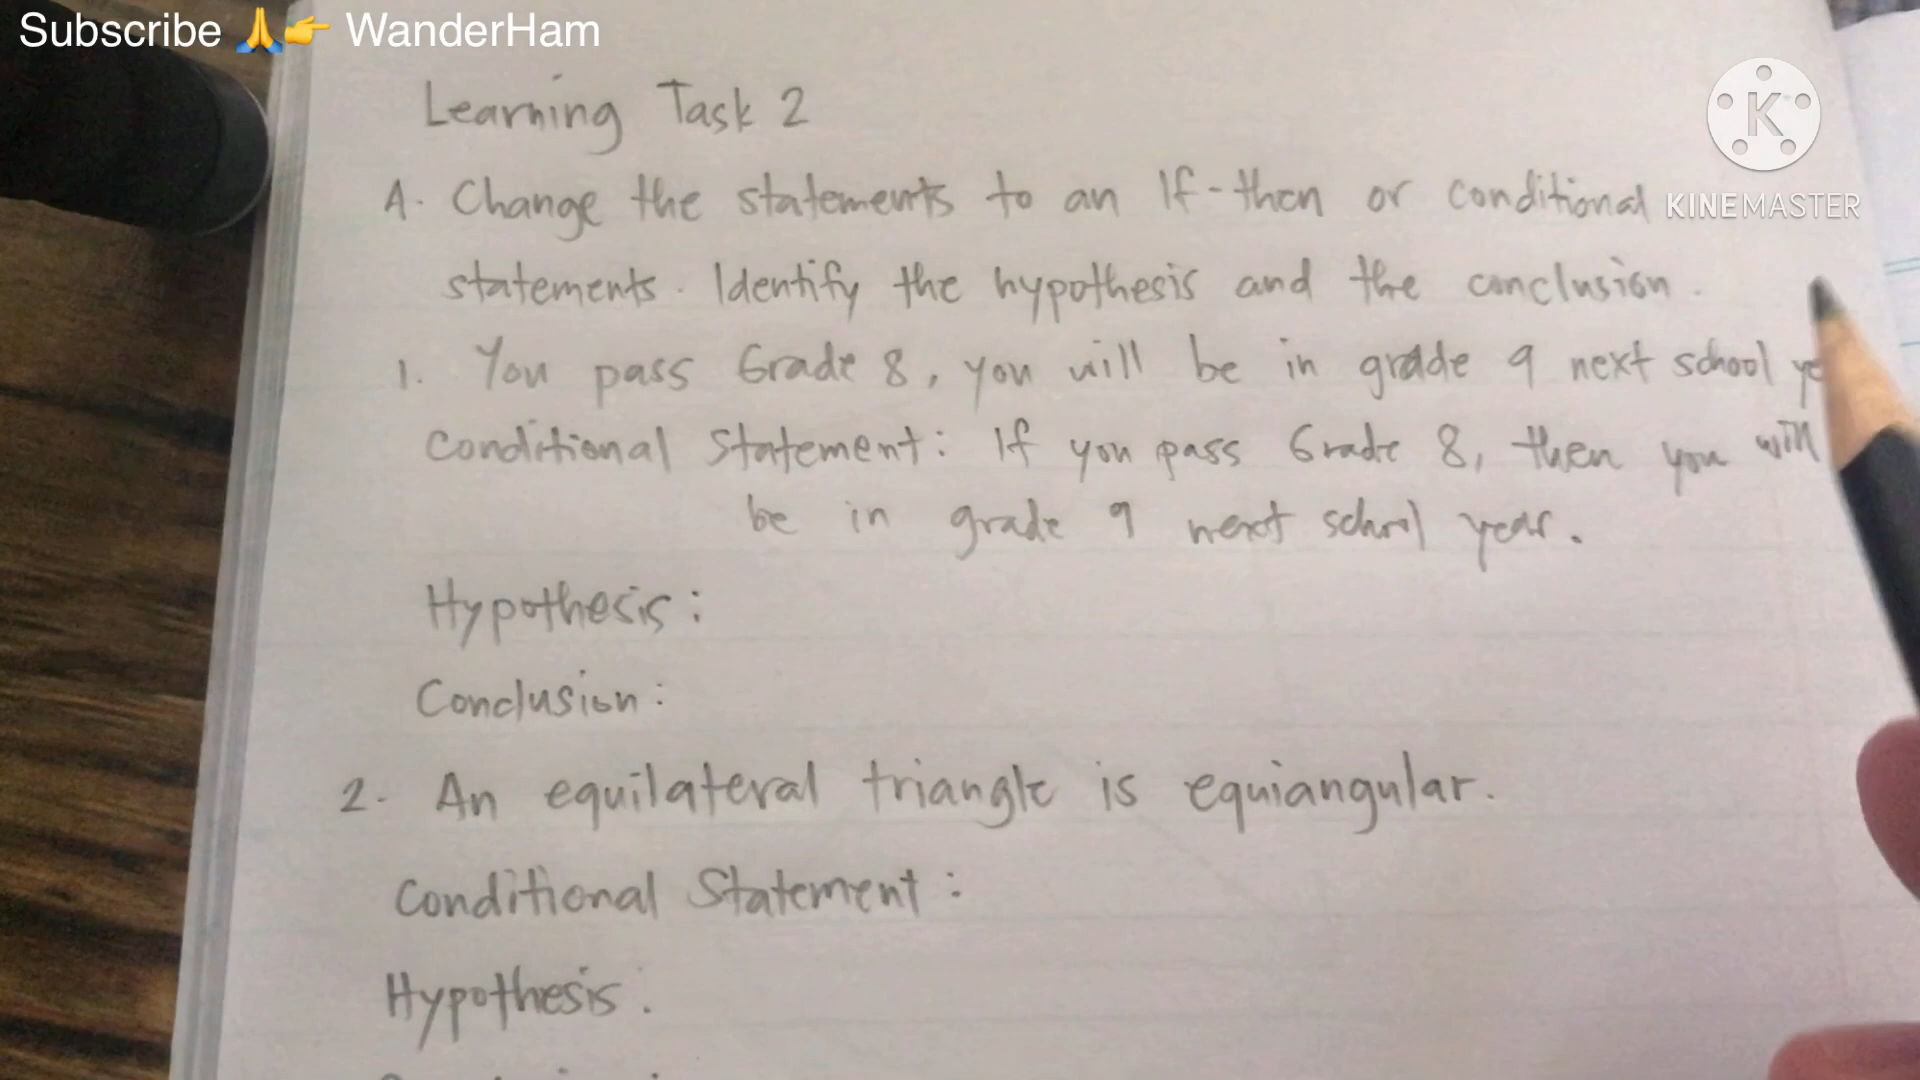 Subscribe 🙏👉 WanderHam
Learning Task 2
K
A. Change the statements to an If-then or conditional
KINEMASTER
statements. Identify the hypothesis and the conclusion.
1. You pass Grade 8, you will be in grade 9 next school ye
Conditional Statement: If you pass Grade 8, then you will
be in grade 9 next school year.
Hypothesis:
Conclusion:
2. An equilateral triangle is equiangular.
Conditional Statement:
Hypothesis: